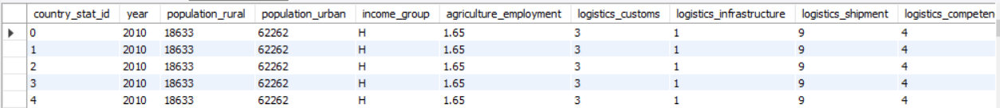 country_stat_id year population_rural population_urban income_group agriculture_employment logistics_customs logistics_infrastructure logistics_shipment logistics_competen
0 2010 18633 62262 H 1.65 3 1 9 4
1 2010 18633 62262 H 1.65 3 1 9 4
2 2010 18633 62262 H 1.65 3 1 9 4
3 2010 18633 62262 H 1.65 3 1 9 4
4 2010 18633 62262 H 1.65 3 1 9 4